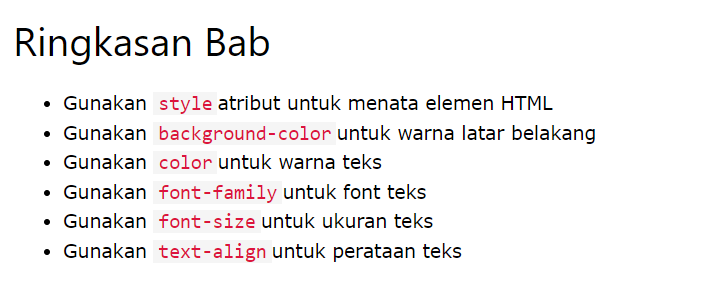 Ringkasan Bab
• Gunakan style atribut untuk menata elemen HTML
• Gunakan background-color untuk warna latar belakang
• Gunakan color untuk warna teks
• Gunakan font-family untuk font teks
• Gunakan font-size untuk ukuran teks
• Gunakan text-align untuk perataan teks